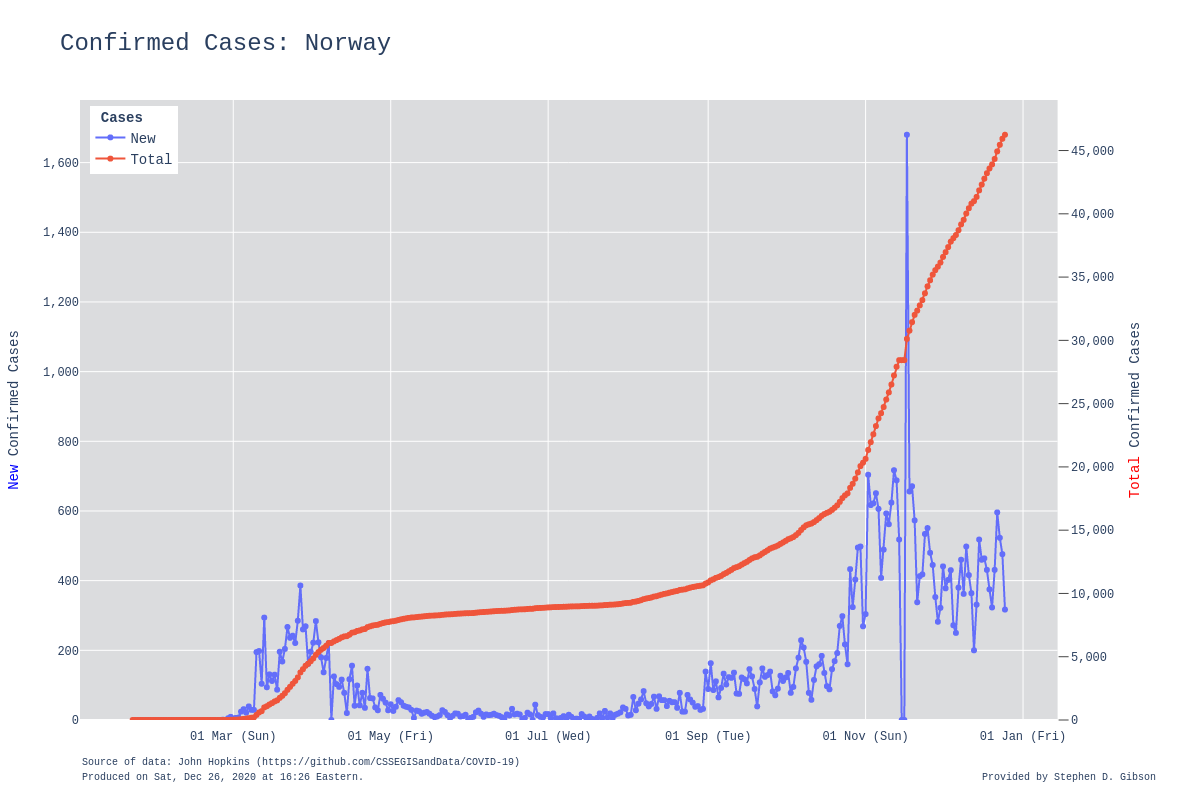 Confirmed Cases: Norway
Cases
New
Total
1,600
1,400
1,200
1,000
800
600
400
200
0
45,000
40,000
35,000
30,000
25,000
20,000
15,000
10,000
5,000
0
New Confirmed Cases
Total Confirmed Cases
01 Mar (Sun)
01 May (Fri)
01 Jul (Wed)
01 Sep (Tue)
01 Nov (Sun)
01 Jan (Fri)
Source of data: John Hopkins (https://github.com/CSSEGISandData/COVID-19)
Produced on Sat, Dec 26, 2020 at 16:26 Eastern.
Provided by Stephen D. Gibson